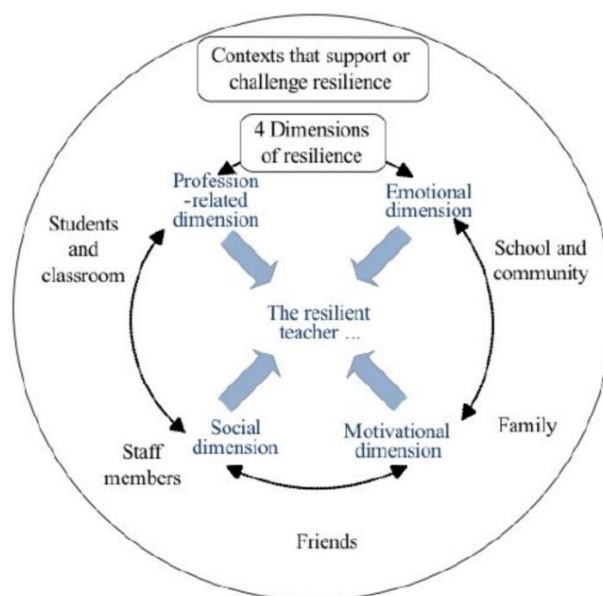 Contexts that support or
challenge resilience
4 Dimensions
of resilience
Profession
-related
dimension
Emotional
dimension
Students
and
classroom
School and
community
The resilient
teacher ...
Social
dimension
Motivational
dimension
Staff
members
Family
Friends